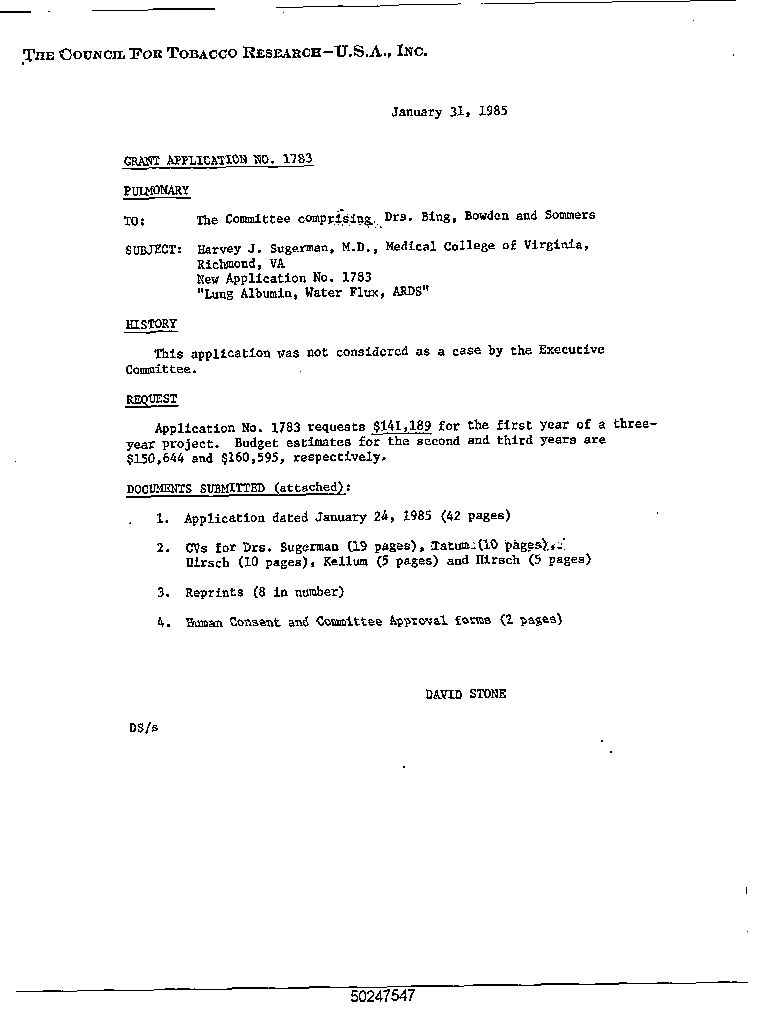 THE COUNCIL FOR TOBACCO RESEARCH-U.S.A., INC.
January 31, 1985
GRANT APPLICATION NO. 1783
PULMONARY
TO: The Committee comprising Drs. Bing, Bowden and Sommers
SUBJECT: Harvey J. Sugerman, M.D., Medical College of Virginia,
Richmond, VA
New Application No. 1783
"Lung Albumin, Water Flux, ARDS"
HISTORY
This application was not considered as a case by the Executive
Committee.
REQUEST
Application No. 1783 requests $141,189 for the first year of a three-
year project. Budget estimates for the second and third years are
$150,644 and $160,595, respectively.
DOCUMENTS SUBMITTED (attached):
1. Application dated January 24, 1985 (42 pages)
2. CVs for Drs. Sugerman (19 pages), Tatum (10 pages),
Hirsch (10 pages), Kellum (5 pages) and Hirsch (5 pages)
3. Reprints (8 in number)
4. Human Consent and Committee Approval forms (2 pages)
DAVID STONE
DS/s
50247547